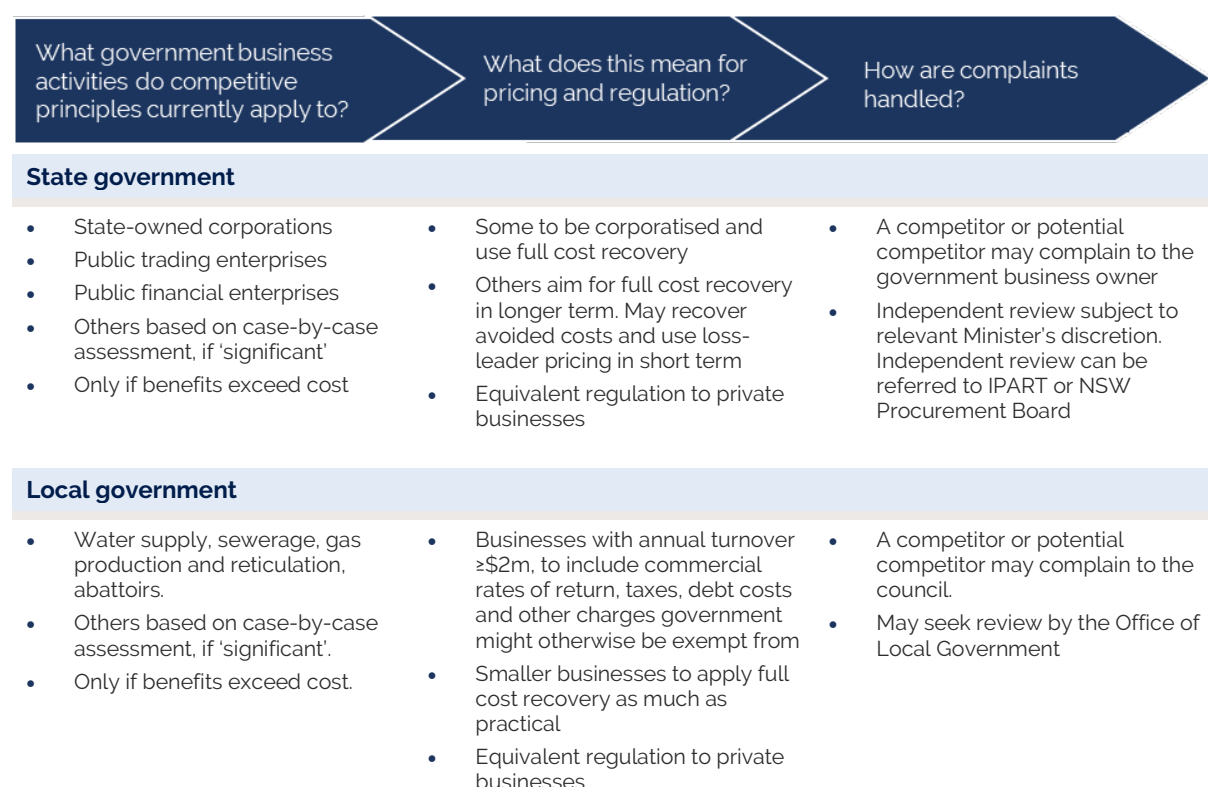 What government business
activities do competitive
principles currently apply to?
What does this mean for
pricing and regulation?
How are complaints
handled?
State government
• State-owned corporations
• Public trading enterprises
• Public financial enterprises
• Others based on case-by-case
assessment, if ‘significant’
• Only if benefits exceed cost
• Some to be corporatised and
use full cost recovery
• Others aim for full cost recovery
in longer term. May recover
avoided costs and use loss-
leader pricing in short term
• Equivalent regulation to private
businesses
• A competitor or potential
competitor may complain to the
government business owner
• Independent review subject to
relevant Minister’s discretion.
Independent review can be
referred to IPART or NSW
Procurement Board
Local government
• Water supply, sewerage, gas
production and reticulation,
abattoirs.
• Others based on case-by-case
assessment, if ‘significant’.
• Only if benefits exceed cost.
• Businesses with annual turnover
≥$2m, to include commercial
rates of return, taxes, debt costs
and other charges government
might otherwise be exempt from
• Smaller businesses to apply full
cost recovery as much as
practical
• Equivalent regulation to private
businesses
• A competitor or potential
competitor may complain to the
council.
• May seek review by the Office of
Local Government